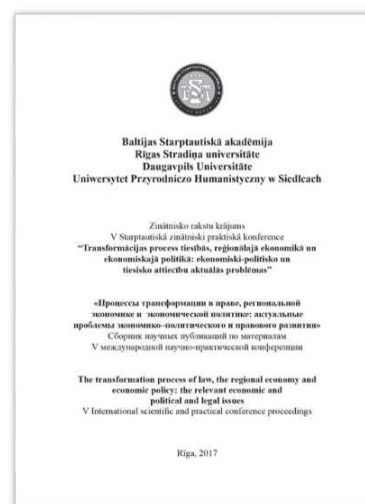 Baltijas Starptautiskā akadēmija
Rīgas Stradiņa universitāte
Daugavpils Universitāte
Uniwersytet Przyrodniczo Humanistyczny w Siedlcach
Zinātnisko rakstu krājums
V Starptautiskā zinātniski praktiskā konference
"Transformācijas process tiesībās, reģionālajā ekonomikā un
ekonomiskajā politikā: ekonomiski-politisko un
tiesisko attiecību aktuālās problēmas"
«Процессы трансформации в праве, региональной
экономике и экономической политике: актуальные
проблемы экономико-политического и правового развития»
Сборник научных публикаций по материалам
V международной научно-практической конференции
The transformation process of law, the regional economy and
economic policy: the relevant economic and
political and legal issues
V International scientific and practical conference proceedings
Rīga, 2017